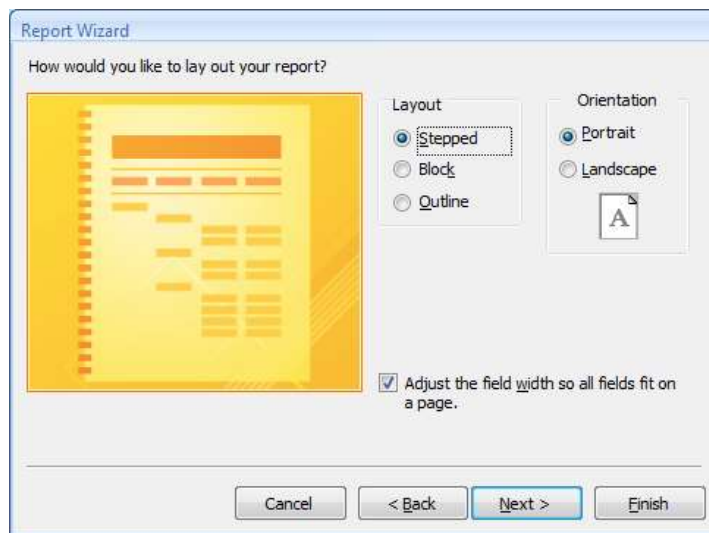 Report Wizard
How would you like to lay out your report?
Layout
Stepped
Block
Outline
Orientation
Portrait
Landscape
A
Adjust the field width so all fields fit on
a page.
Cancel
< Back
Next >
Finish